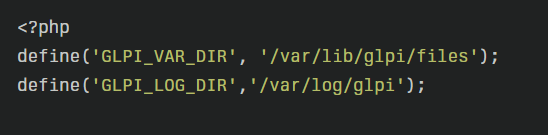 <?php
define('GLPI_VAR_DIR', '/var/lib/glpi/files');
define('GLPI_LOG_DIR','/var/log/glpi');